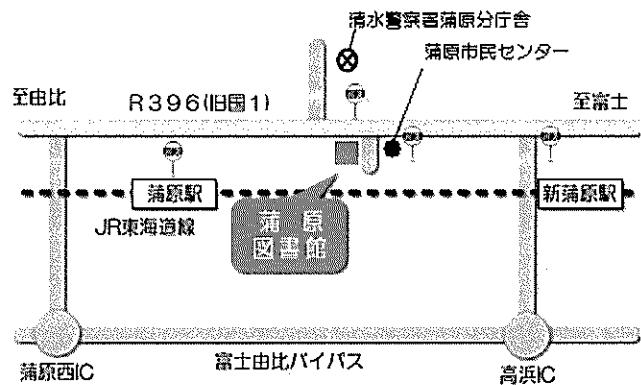 清水警察署蒲原分庁舎
蒲原市民センター
至由比
R396(旧国1)
至富士
蒲原駅
新蒲原駅
JR東海道線
蒲原
図書館
蒲原西IC
富士由比バイパス
高浜IC